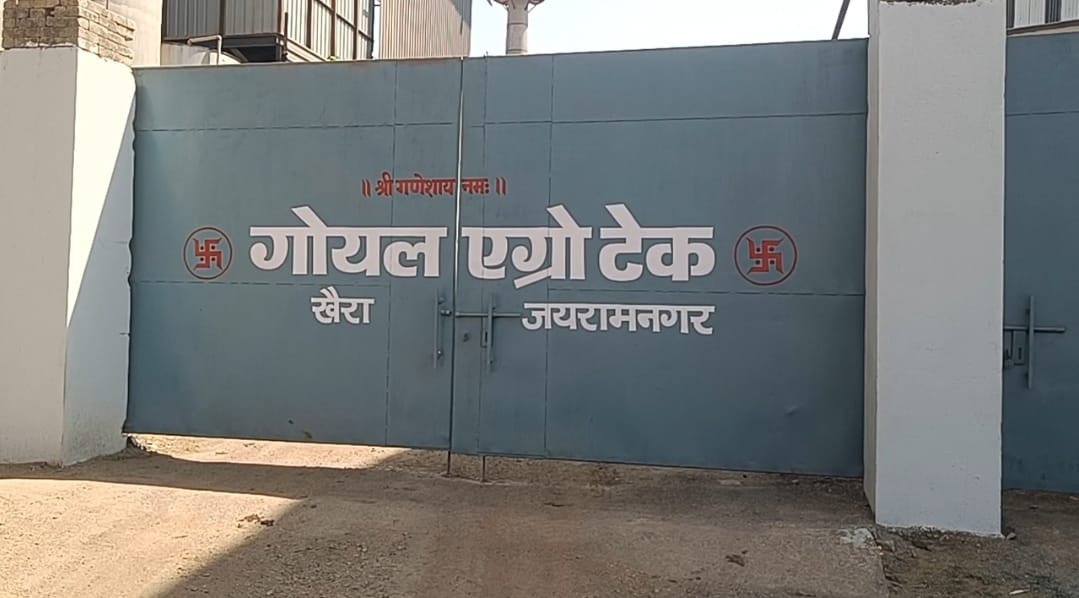 ॥ श्री गणेशाय नमः ॥
गोयल एग्रो टेक
खैरा जयरामनगर